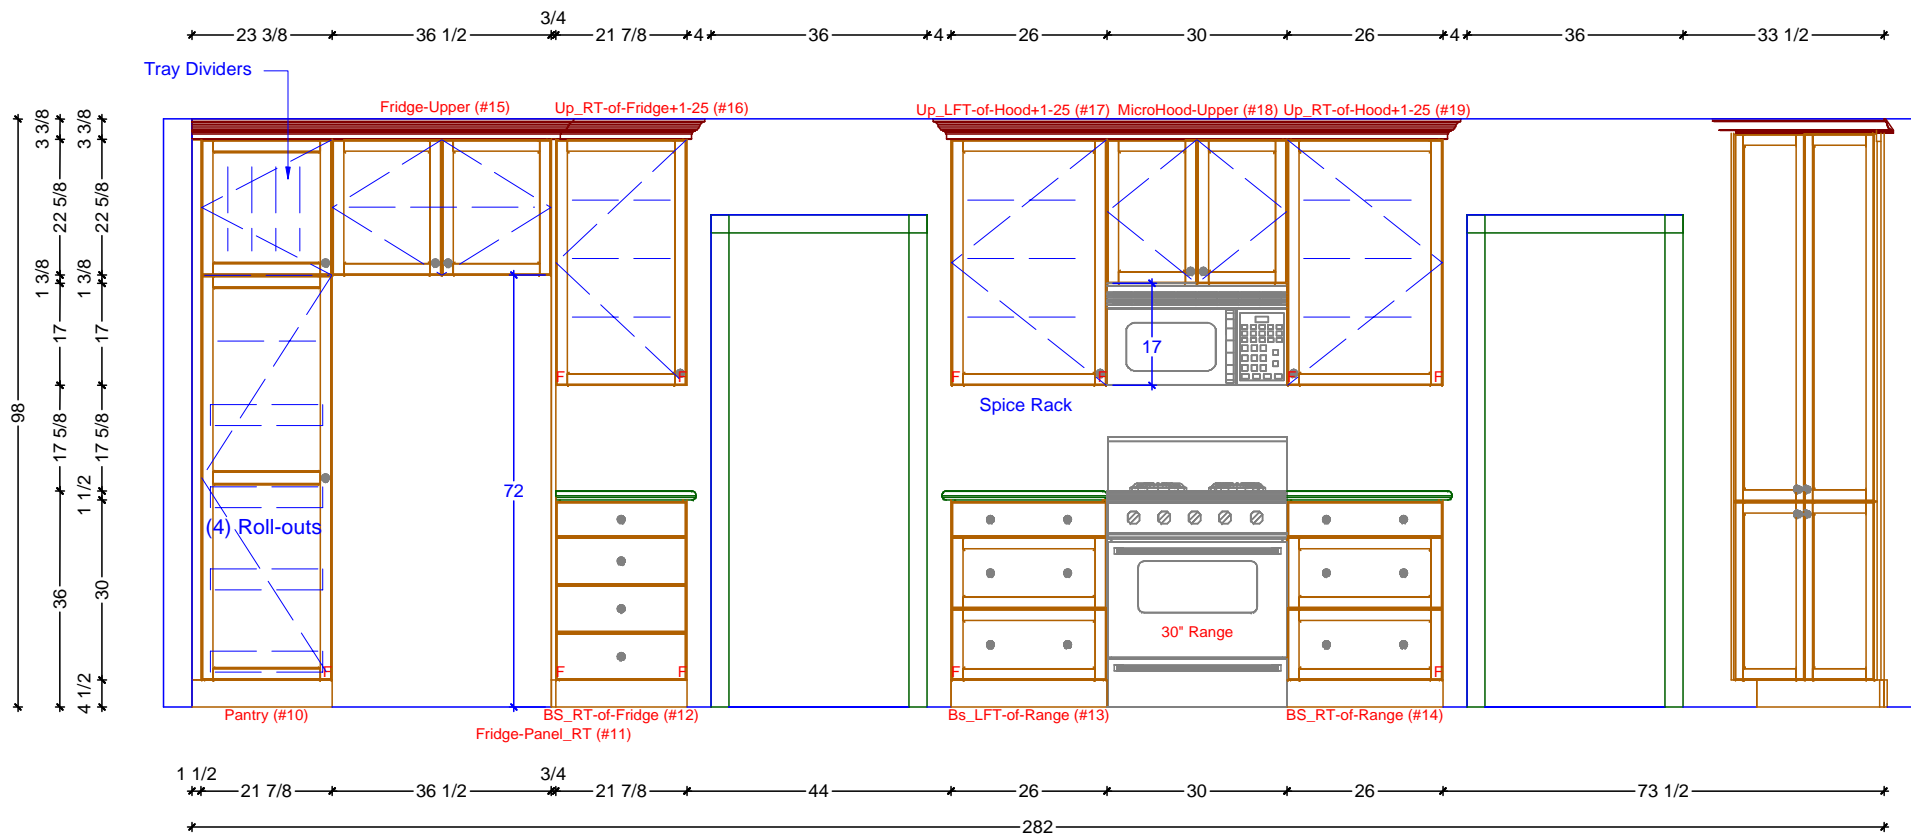 3/4
23 3/8 36 1/2 21 7/8 4 36 4 26 30 26 4 36 33 1/2
Tray Dividers
Fridge-Upper (#15) Up_RT-of-Fridge+1-25 (#16) Up_LFT-of-Hood+1-25 (#17) MicroHood-Upper (#18) Up_RT-of-Hood+1-25 (#19)
3 3/8 3 3/8
22 5/8 22 5/8
1 3/8 1 3/8
17 17
17
F F F F F F
Spice Rack
98
17 5/8 17 5/8
72
1 1/2
(4) Roll-outs
36 30
30" Range
F F F F F F
4 1/2
Pantry (#10) BS_RT-of-Fridge (#12) Bs_LFT-of-Range (#13) BS_RT-of-Range (#14)
Fridge-Panel_RT (#11)
1 1/2 3/4
21 7/8 36 1/2 21 7/8 44 26 30 26 73 1/2
282